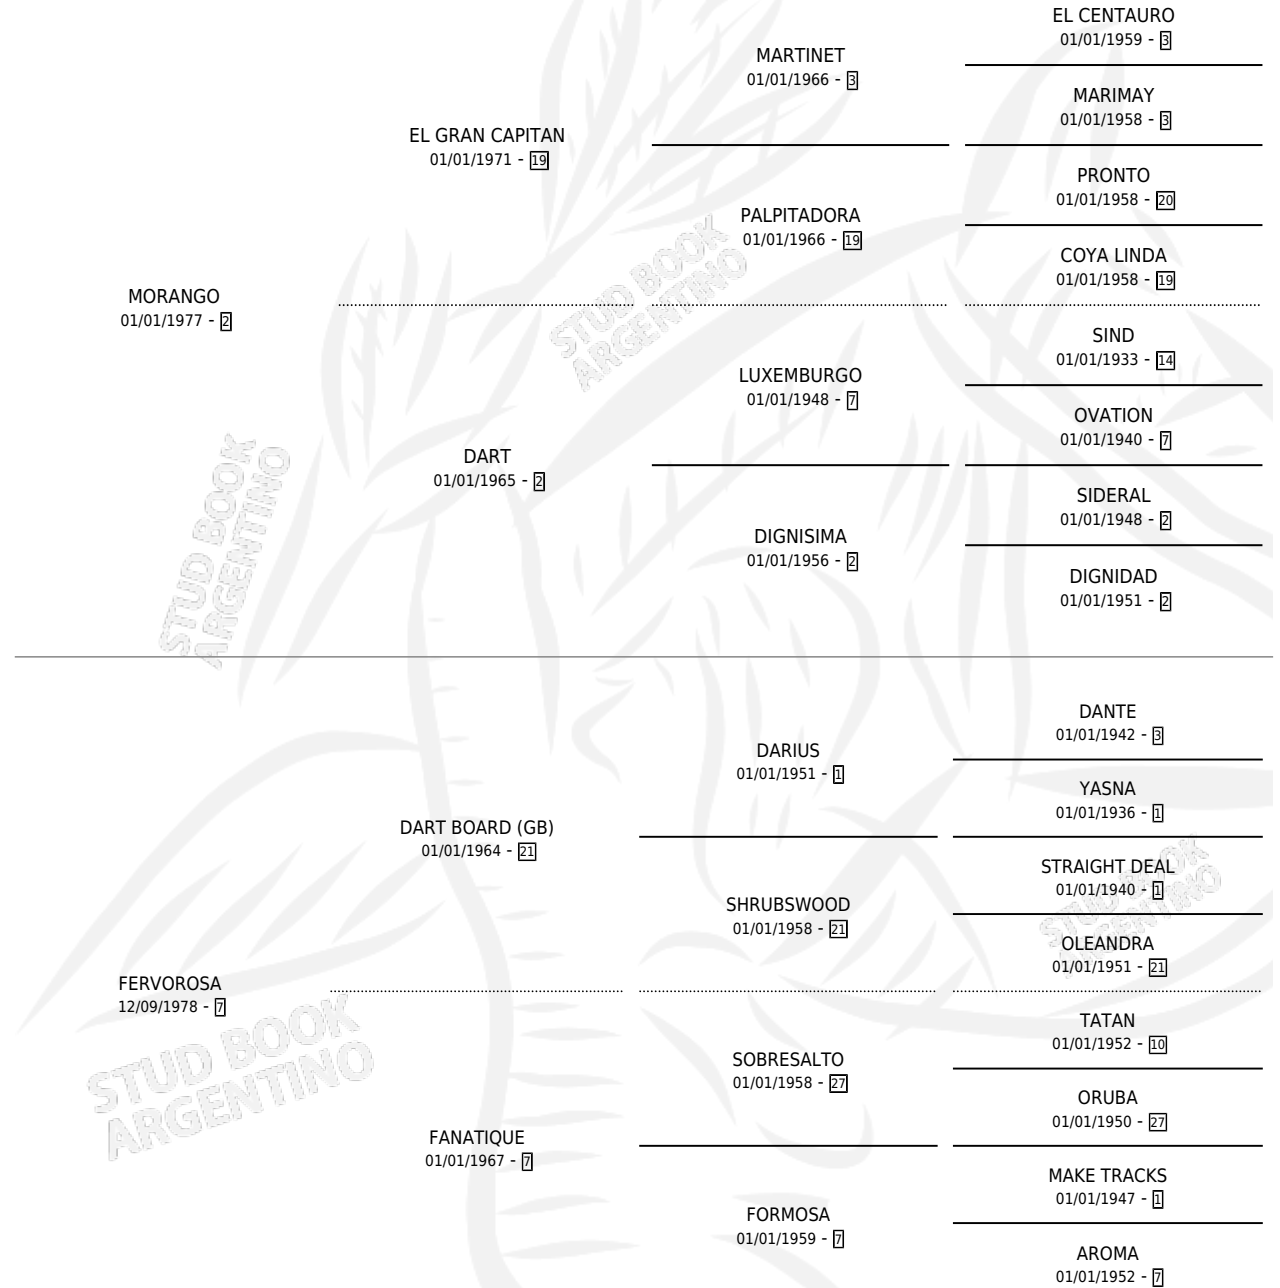 EL CENTAURO
01/01/1959 - 3
MARTINET
01/01/1966 - 3
MARIMAY
01/01/1958 - 3
EL GRAN CAPITAN
01/01/1971 - 19
PRONTO
01/01/1958 - 20
PALPITADORA
01/01/1966 - 19
COYA LINDA
01/01/1958 - 19
MORANGO
01/01/1977 - 2
STUD BOOK
ARGENTINO
SIND
01/01/1933 - 14
LUXEMBURGO
01/01/1948 - 7
OVATION
01/01/1940 - 7
DART
01/01/1965 - 2
SIDERAL
01/01/1948 - 2
DIGNISIMA
01/01/1956 - 2
DIGNIDAD
01/01/1951 - 2
STUD BOOK
ARGENTINO
DANTE
01/01/1942 - 3
DARIUS
01/01/1951 - 1
YASNA
01/01/1936 - 1
DART BOARD (GB)
01/01/1964 - 21
STRAIGHT DEAL
01/01/1940 - 1
SHRUBSWOOD
01/01/1958 - 21
OLEANDRA
01/01/1951 - 21
STUD BOOK
ARGENTINO
FERVOROSA
12/09/1978 - 7
TATAN
01/01/1952 - 10
SOBRESALTO
01/01/1958 - 27
ORUBA
01/01/1950 - 27
STUD BOOK
ARGENTINO
FANATIQUE
01/01/1967 - 7
MAKE TRACKS
01/01/1947 - 1
FORMOSA
01/01/1959 - 7
AROMA
01/01/1952 - 7